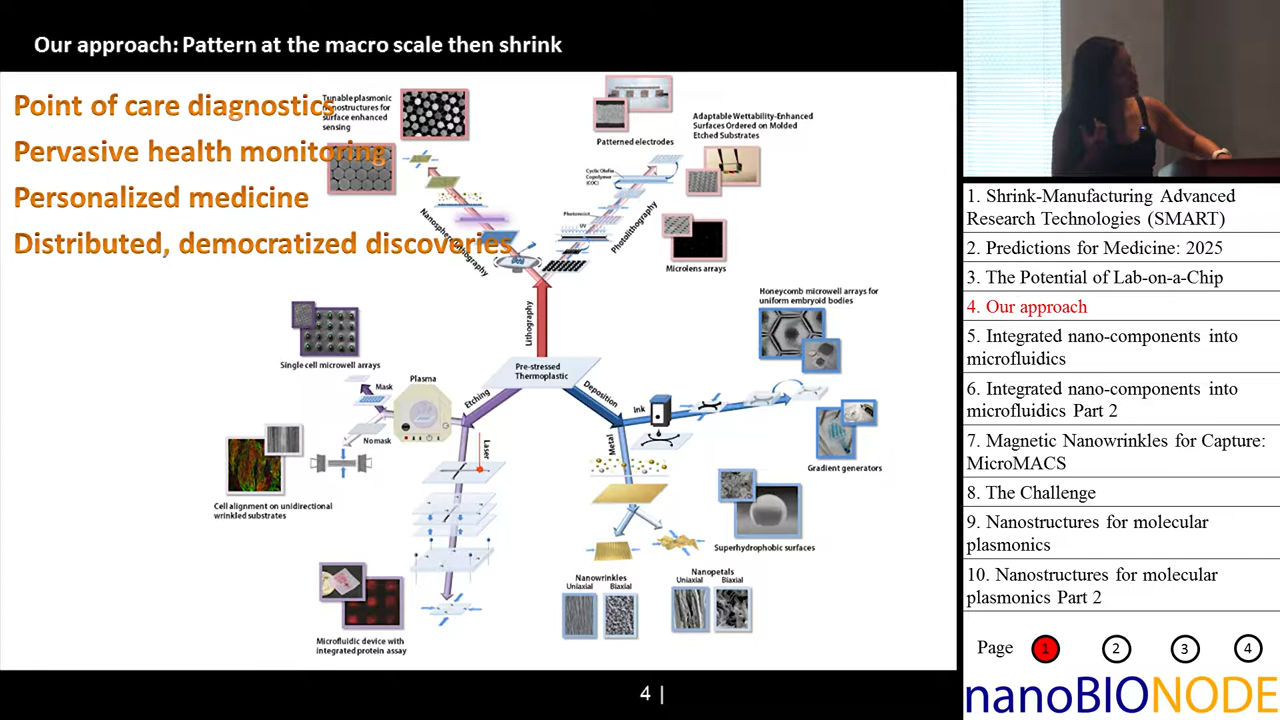 Our approach: Pattern at the macro scale then shrink
Point of care diagnostics
Pervasive health monitoring
Personalized medicine
Distributed, democratized discoveries
Tunable plasmonic
nanostructures for
surface enhanced
sensing
Patterned electrodes
Adaptable Wettability-Enhanced
Surfaces Ordered on Molded
Etched Substrates
Cyclic Olefin
Copolymer
(COC)
Photoresist
UV
Nanosphere lithography
Photolithography
Microlens arrays
Lithography
Honeycomb microwell arrays for
uniform embryoid bodies
Single cell microwell arrays
Pre-stressed
Thermoplastic
Plasma
Mask
Etching
Deposition
Ink
No mask
Laser
Metal
Gradient generators
Cell alignment on unidirectional
wrinkled substrates
Superhydrophobic surfaces
Nanowrinkles
Uniaxial Biaxial
Nanopetals
Uniaxial Biaxial
Microfluidic device with
integrated protein assay
4 |
1. Shrink-Manufacturing Advanced
Research Technologies (SMART)
2. Predictions for Medicine: 2025
3. The Potential of Lab-on-a-Chip
4. Our approach
5. Integrated nano-components into
microfluidics
6. Integrated nano-components into
microfluidics Part 2
7. Magnetic Nanowrinkles for Capture:
MicroMACS
8. The Challenge
9. Nanostructures for molecular
plasmonics
10. Nanostructures for molecular
plasmonics Part 2
Page 1 2 3 4
nanoBIONODE